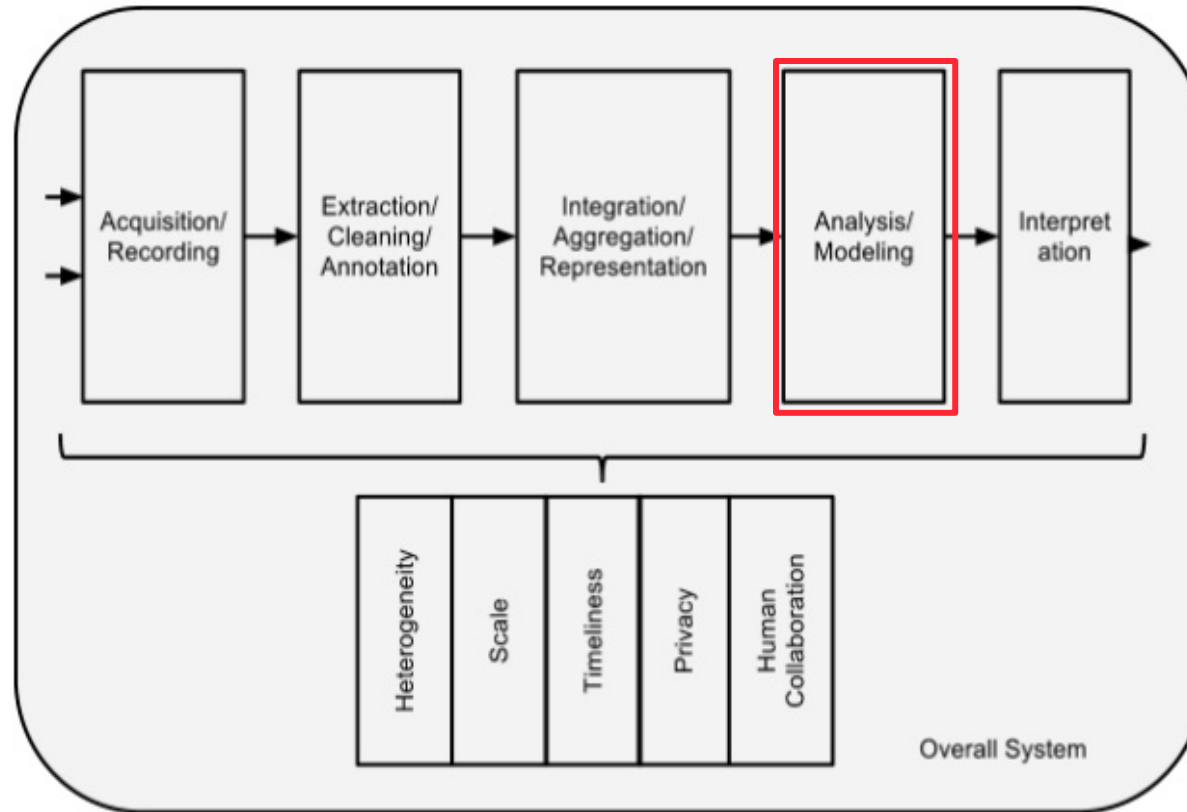 Acquisition/
Recording
Extraction/
Cleaning/
Annotation
Integration/
Aggregation/
Representation
Analysis/
Modeling
Interpret
ation
Heterogeneity
Scale
Timeliness
Privacy
Human
Collaboration
Overall System